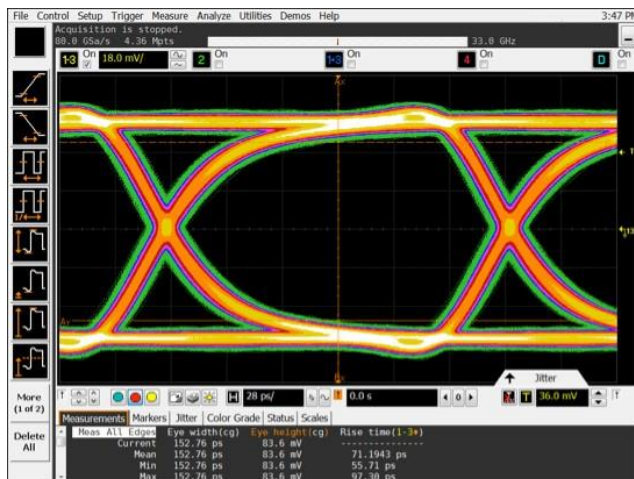 File Control Setup Trigger Measure Analyze Utilities Demos Help 3:47 PM
Acquisition is stopped.
80.0 GSa/s 4.36 Mpts 33.0 GHz
1-3 On 18.0 mV/ 2 On 1-3 On 4 On D On
Ax
Ay
Bx
More
(1 of 2)
Delete
All
Jitter
H 28 ps/ 0.0 s 0 T 36.0 mV
Measurements Markers Jitter Color Grade Status Scales
Meas All Edges Eye width(cg) Eye height(cg) Rise time(1-3)
Current 152.76 ps 83.6 mV ---------------
Mean 152.76 ps 83.6 mV 71.1943 ps
Min 152.76 ps 83.6 mV 55.71 ps
Max 152.76 ps 83.6 mV 97.30 ps